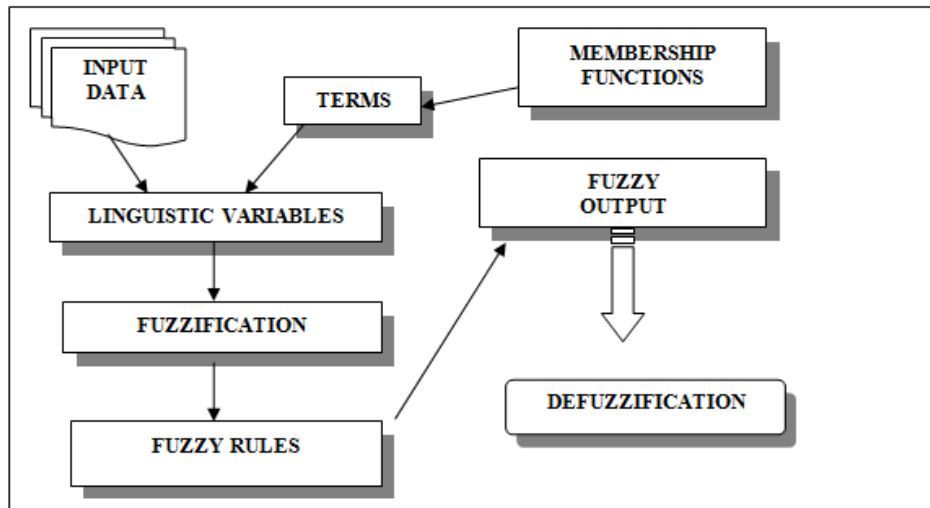 INPUT
DATA
MEMBERSHIP
FUNCTIONS
TERMS
LINGUISTIC VARIABLES
FUZZY
OUTPUT
FUZZIFICATION
DEFUZZIFICATION
FUZZY RULES